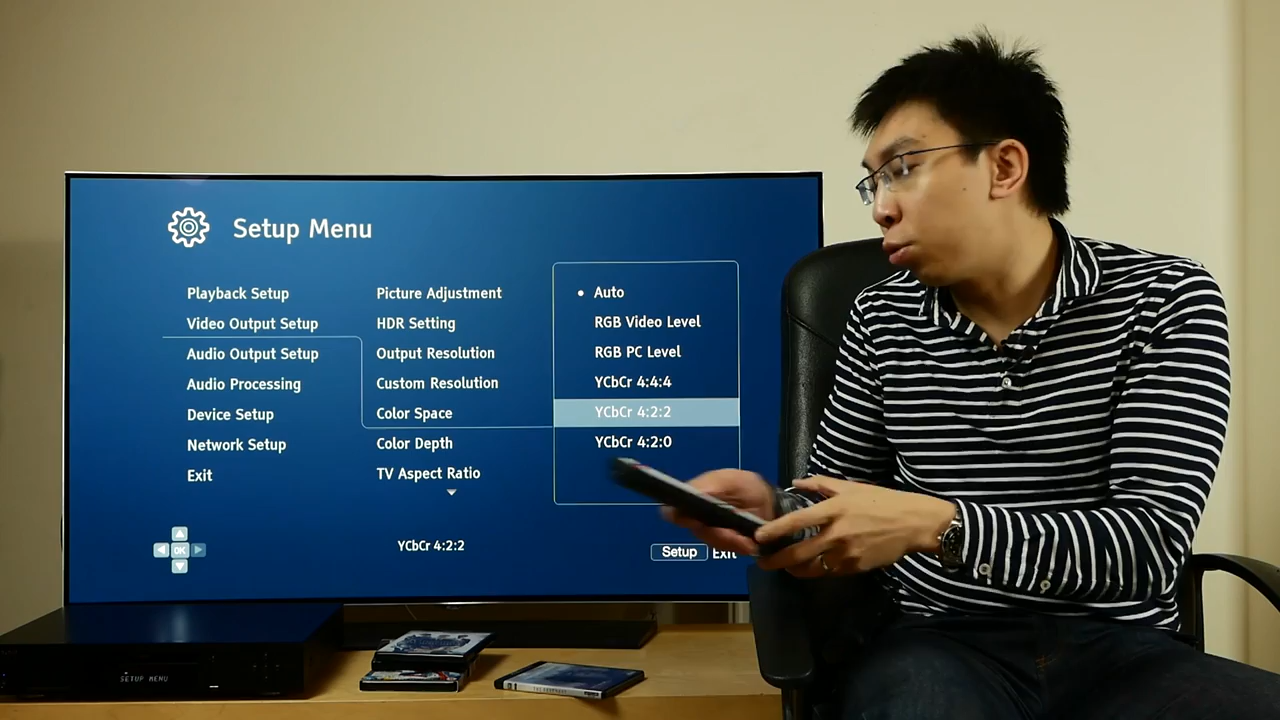 Setup Menu
Playback Setup
Video Output Setup
Audio Output Setup
Audio Processing
Device Setup
Network Setup
Exit
Picture Adjustment
HDR Setting
Output Resolution
Custom Resolution
Color Space
Color Depth
TV Aspect Ratio
Auto
RGB Video Level
RGB PC Level
YCbCr 4:4:4
YCbCr 4:2:2
YCbCr 4:2:0
OK
YCbCr 4:2:2
Setup Exit
SETUP MENU